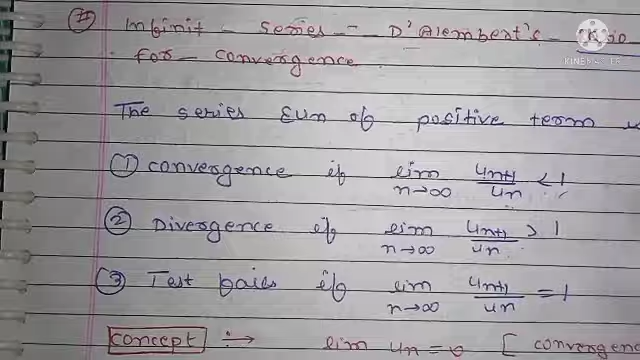 # Infinit - series - D'Alembert's -
KINEMASTER
for - convergence
The series Σun of positive term
① convergence if lim n→∞ un+1/un < 1
② Divergence if lim n→∞ un+1/un > 1
③ Test fails if lim n→∞ un+1/un = 1
concept ÷→ lim un = 0 [ convergen